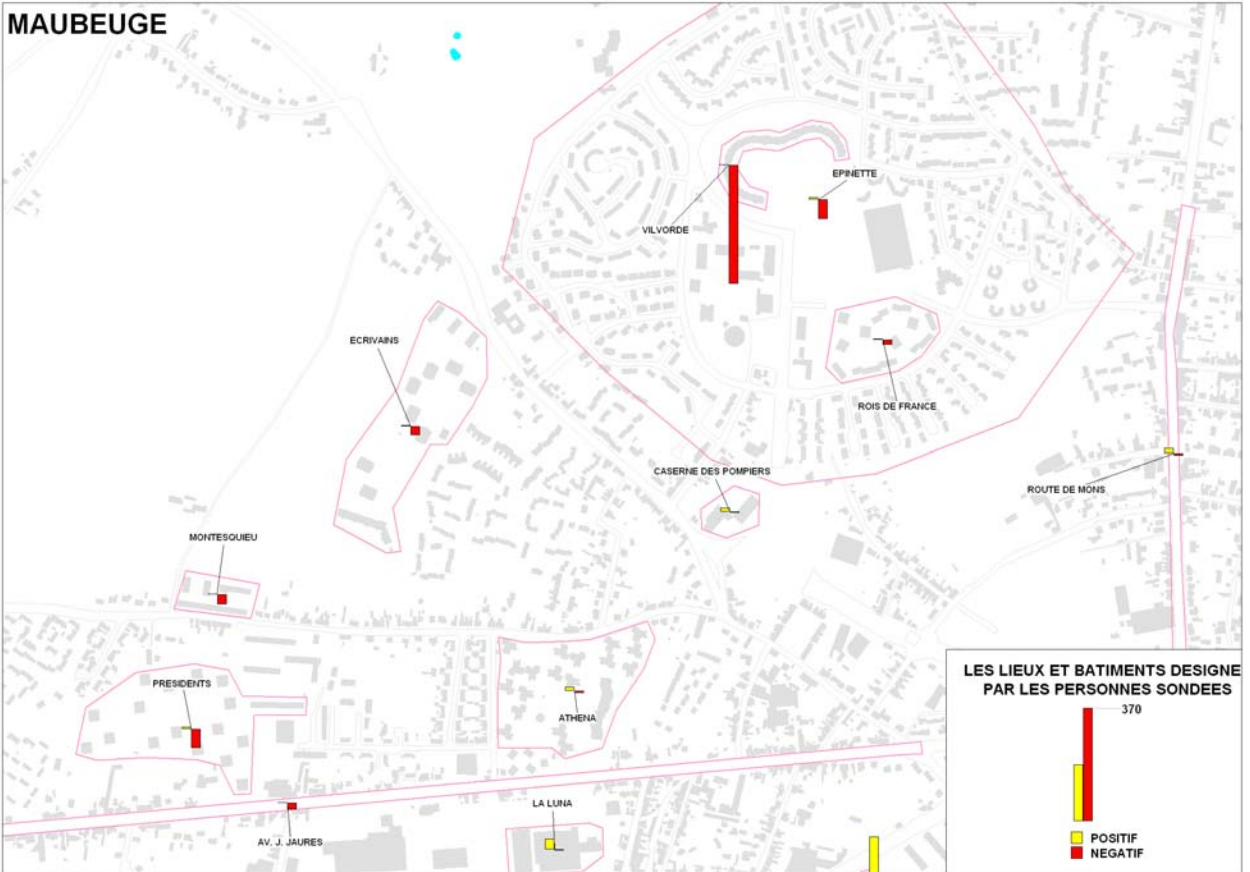 MAUBEUGE
EPINETTE
VILVORDE
ECRIVAINS
ROIS DE FRANCE
CASERNE DES POMPIERS
ROUTE DE MONS
MONTESQUIEU
PRESIDENTS
ATHENA
LA LUNA
AV. J. JAURES
LES LIEUX ET BATIMENTS DESIGNE
PAR LES PERSONNES SONDEES
370
POSITIF
NEGATIF